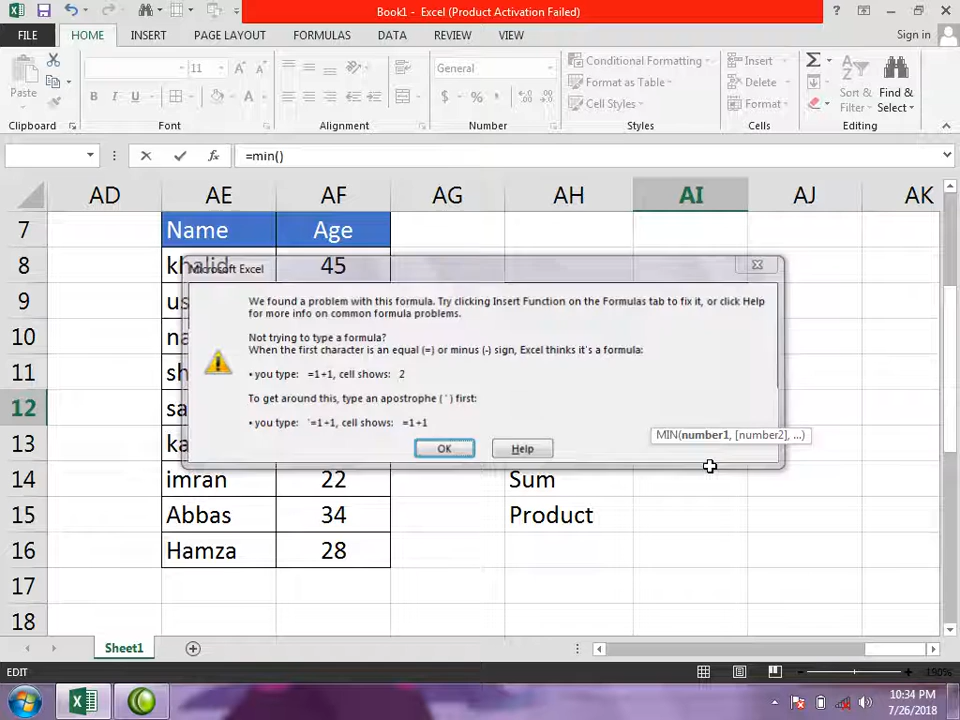 Book1 - Excel (Product Activation Failed)
FILE HOME INSERT PAGE LAYOUT FORMULAS DATA REVIEW VIEW Sign in
Paste
11
B I U A
General
$ % ,
Conditional Formatting
Format as Table
Cell Styles
Insert
Delete
Format
Sort & Filter
Find & Select
Clipboard Font Alignment Number Styles Cells Editing
=min()
AD AE AF AG AH AI AJ AK
7 Name Age
8 khalid 45
9 us
10 na
11 sh
12 sa
13 ka
14 imran 22 Sum
15 Abbas 34 Product
16 Hamza 28
17
18
Microsoft Excel
We found a problem with this formula. Try clicking Insert Function on the Formulas tab to fix it, or click Help
for more info on common formula problems.
Not trying to type a formula?
When the first character is an equal (=) or minus (-) sign, Excel thinks it's a formula:
• you type: =1+1, cell shows: 2
To get around this, type an apostrophe ( ' ) first:
• you type: '=1+1, cell shows: =1+1
OK Help
MIN(number1, [number2], ...)
Sheet1
EDIT 190%
10:34 PM
7/26/2018